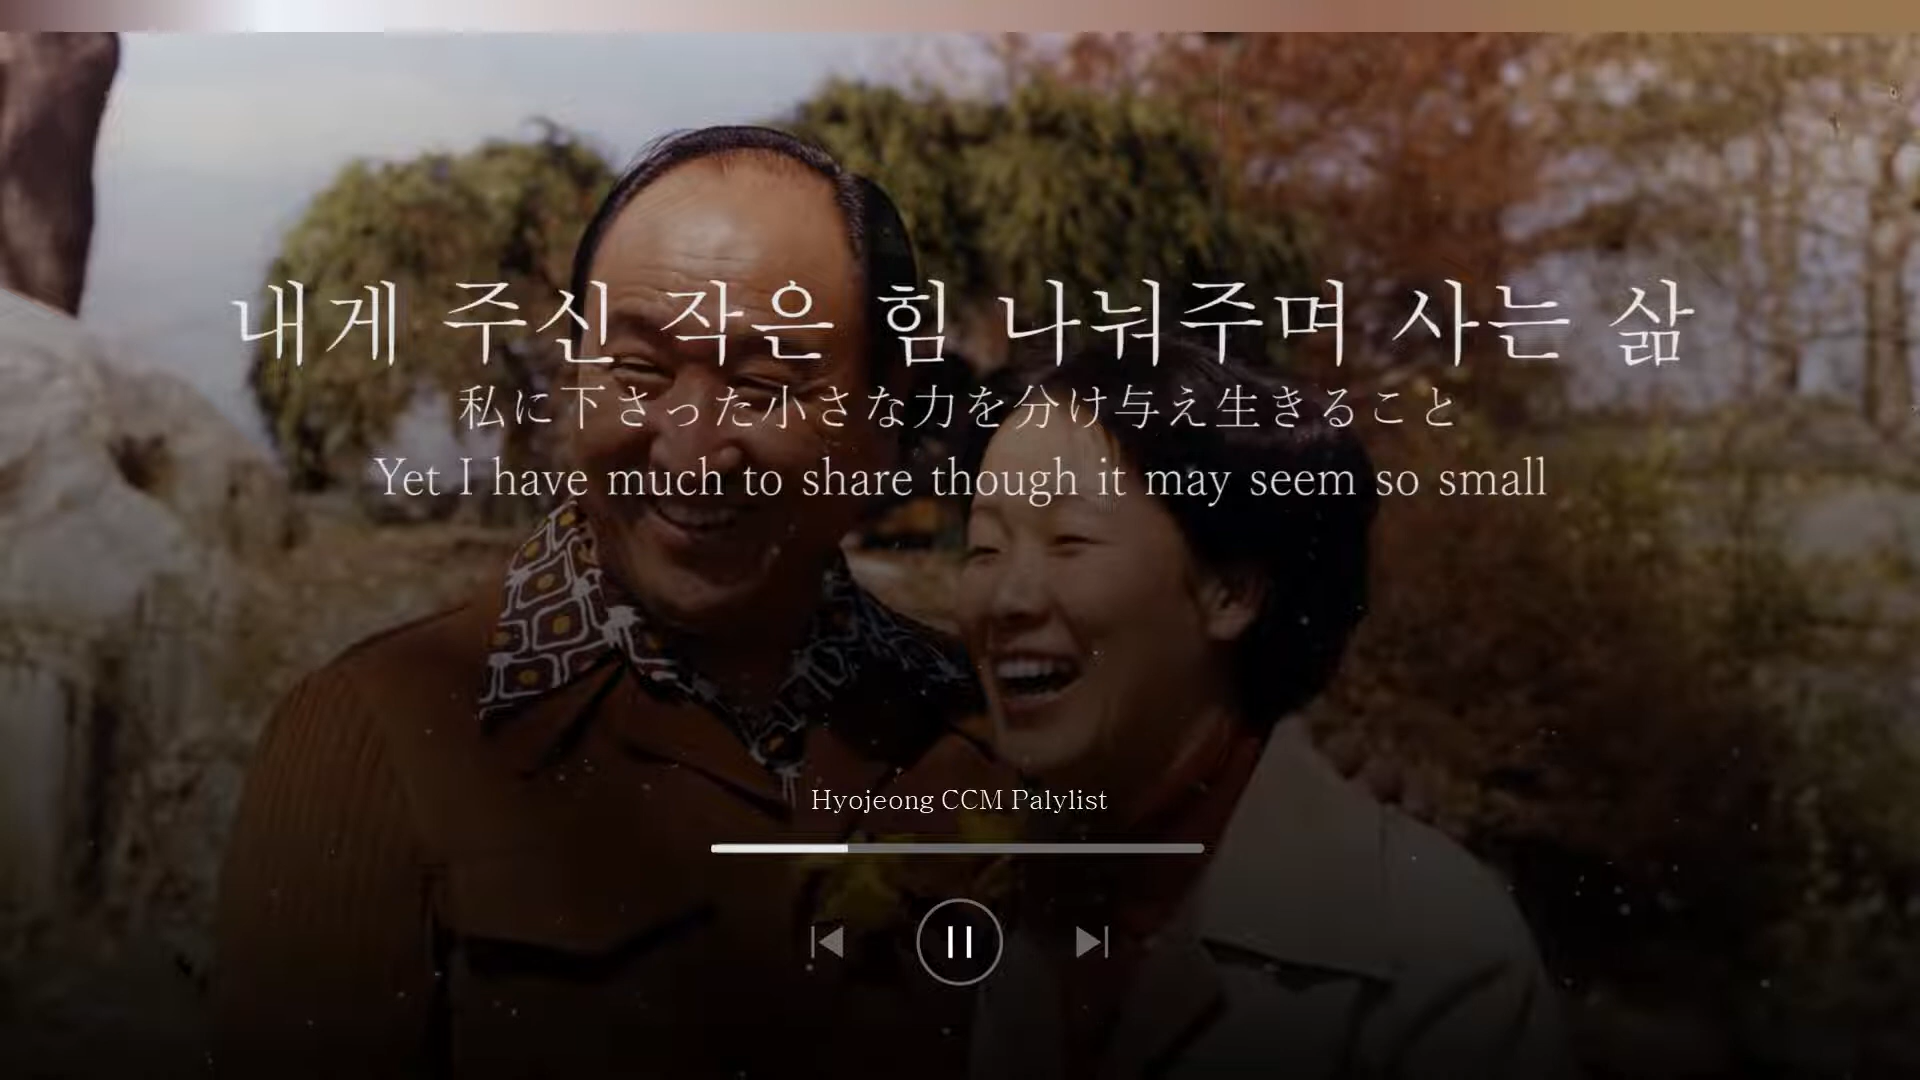 내게 주신 작은 힘 나눠주며 사는 삶
私に下さった小さな力を分け与え生きること
Yet I have much to share though it may seem so small
Hyojeong CCM Palylist